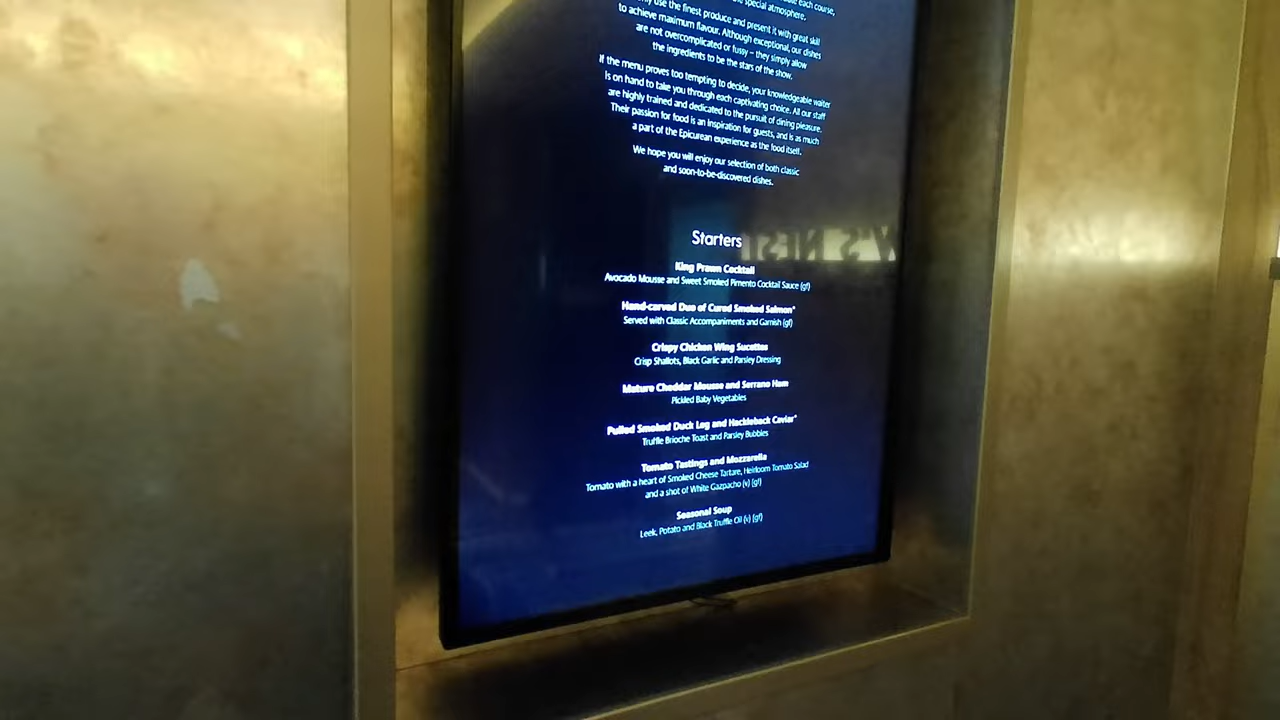 each course,
special atmosphere.
use the finest produce and present it with great skill
to achieve maximum flavour. Although exceptional, our dishes
are not overcomplicated or fussy – they simply allow
the ingredients to be the stars of the show.
If the menu proves too tempting to decide, your knowledgeable waiter
is on hand to take you through each captivating choice. All our staff
are highly trained and dedicated to the pursuit of dining pleasure.
Their passion for food is an inspiration for guests, and is as much
a part of the Epicurean experience as the food itself.
We hope you will enjoy our selection of both classic
and soon-to-be-discovered dishes.
Starters
King Prawn Cocktail
Avocado Mousse and Sweet Smoked Pimento Cocktail Sauce (gf)
Hand-carved Duo of Cured Smoked Salmon*
Served with Classic Accompaniments and Garnish (gf)
Crispy Chicken Wing Sucettes
Crisp Shallots, Black Garlic and Parsley Dressing
Mature Cheddar Mousse and Serrano Ham
Pickled Baby Vegetables
Pulled Smoked Duck Leg and Hackleback Caviar*
Truffle Brioche Toast and Parsley Bubbles
Tomato Tastings and Mozzarella
Tomato with a heart of Smoked Cheese Tartare, Heirloom Tomato Salad
and a shot of White Gazpacho (v) (gf)
Seasonal Soup
Leek, Potato and Black Truffle Oil (v) (gf)
'S NEST